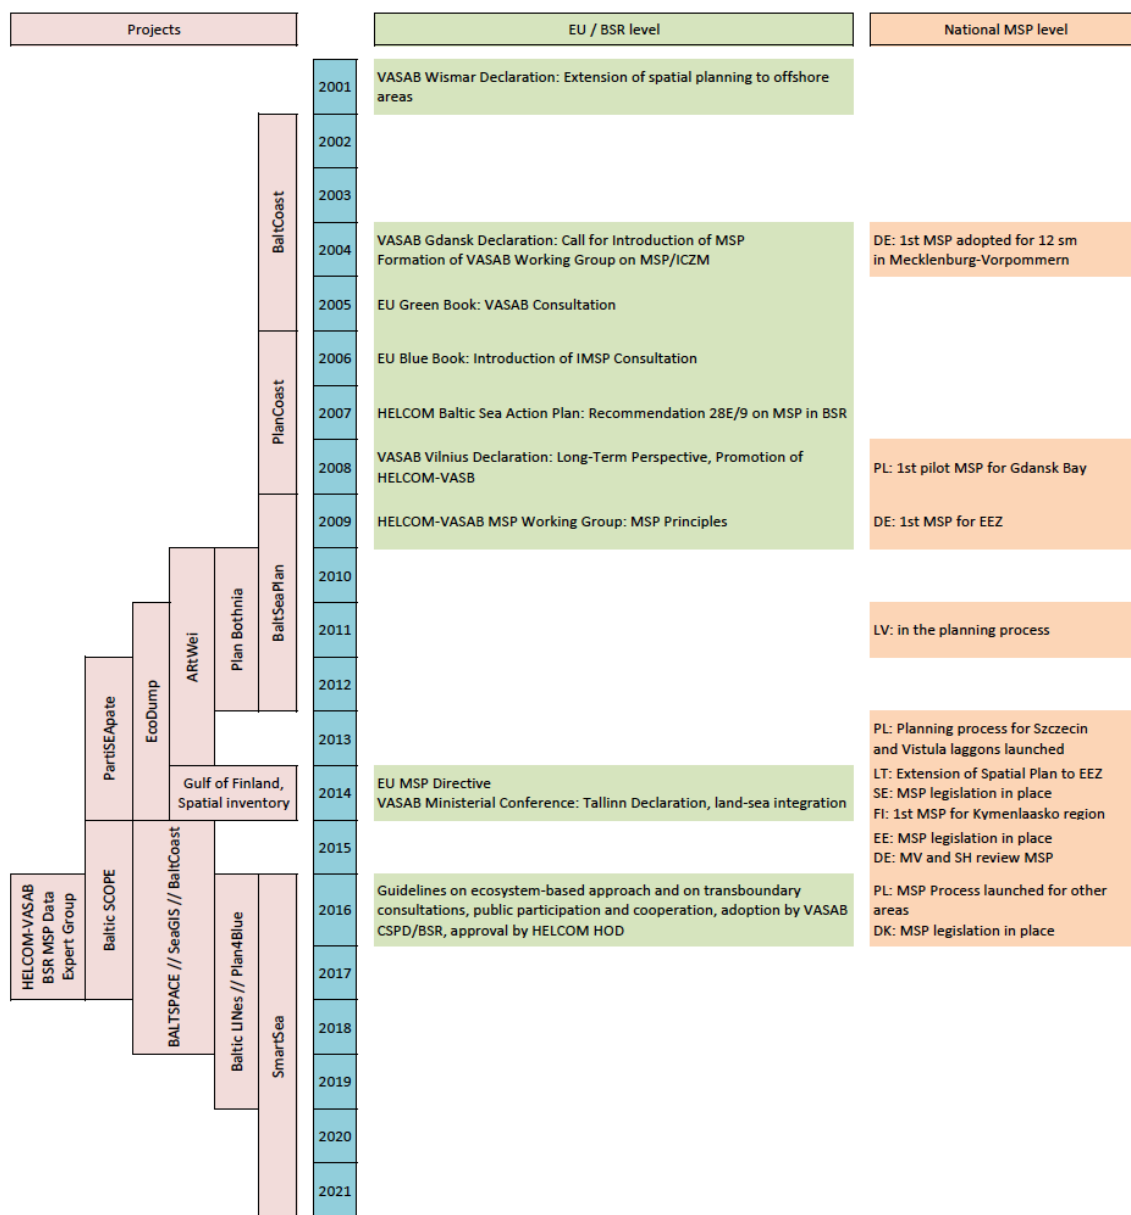 Projects
EU / BSR level
National MSP level
2001
VASAB Wismar Declaration: Extension of spatial planning to offshore
areas
2002
2003
BaltCoast
2004
VASAB Gdansk Declaration: Call for Introduction of MSP
Formation of VASAB Working Group on MSP/ICZM
DE: 1st MSP adopted for 12 sm
in Mecklenburg-Vorpommern
2005
EU Green Book: VASAB Consultation
2006
EU Blue Book: Introduction of IMSP Consultation
PlanCoast
2007
HELCOM Baltic Sea Action Plan: Recommendation 28E/9 on MSP in BSR
2008
VASAB Vilnius Declaration: Long-Term Perspective, Promotion of
HELCOM-VASB
PL: 1st pilot MSP for Gdansk Bay
2009
HELCOM-VASAB MSP Working Group: MSP Principles
DE: 1st MSP for EEZ
2010
BaltSeaPlan
Plan Bothnia
ARtWei
2011
LV: in the planning process
2012
EcoDump
PartiSEApate
2013
PL: Planning process for Szczecin
and Vistula laggons launched
Gulf of Finland,
Spatial inventory
2014
EU MSP Directive
VASAB Ministerial Conference: Tallinn Declaration, land-sea integration
LT: Extension of Spatial Plan to EEZ
SE: MSP legislation in place
FI: 1st MSP for Kymenlaasko region
2015
EE: MSP legislation in place
DE: MV and SH review MSP
HELCOM-VASAB
BSR MSP Data
Expert Group
Baltic SCOPE
BALTSPACE // SeaGIS // BaltCoast
Baltic LINes // Plan4Blue
SmartSea
2016
Guidelines on ecosystem-based approach and on transboundary
consultations, public participation and cooperation, adoption by VASAB
CSPD/BSR, approval by HELCOM HOD
PL: MSP Process launched for other
areas
DK: MSP legislation in place
2017
2018
2019
2020
2021